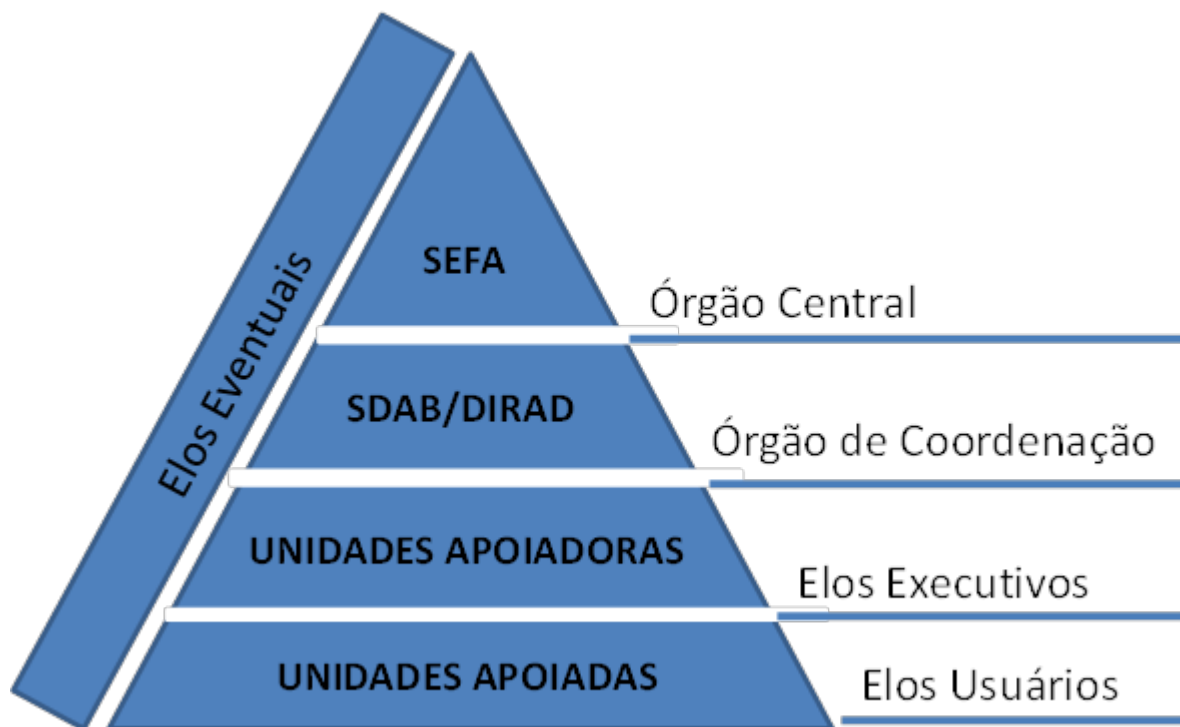 Elos Eventuais
SEFA
Órgão Central
SDAB/DIRAD
Órgão de Coordenação
UNIDADES APOIADORAS
Elos Executivos
UNIDADES APOIADAS
Elos Usuários